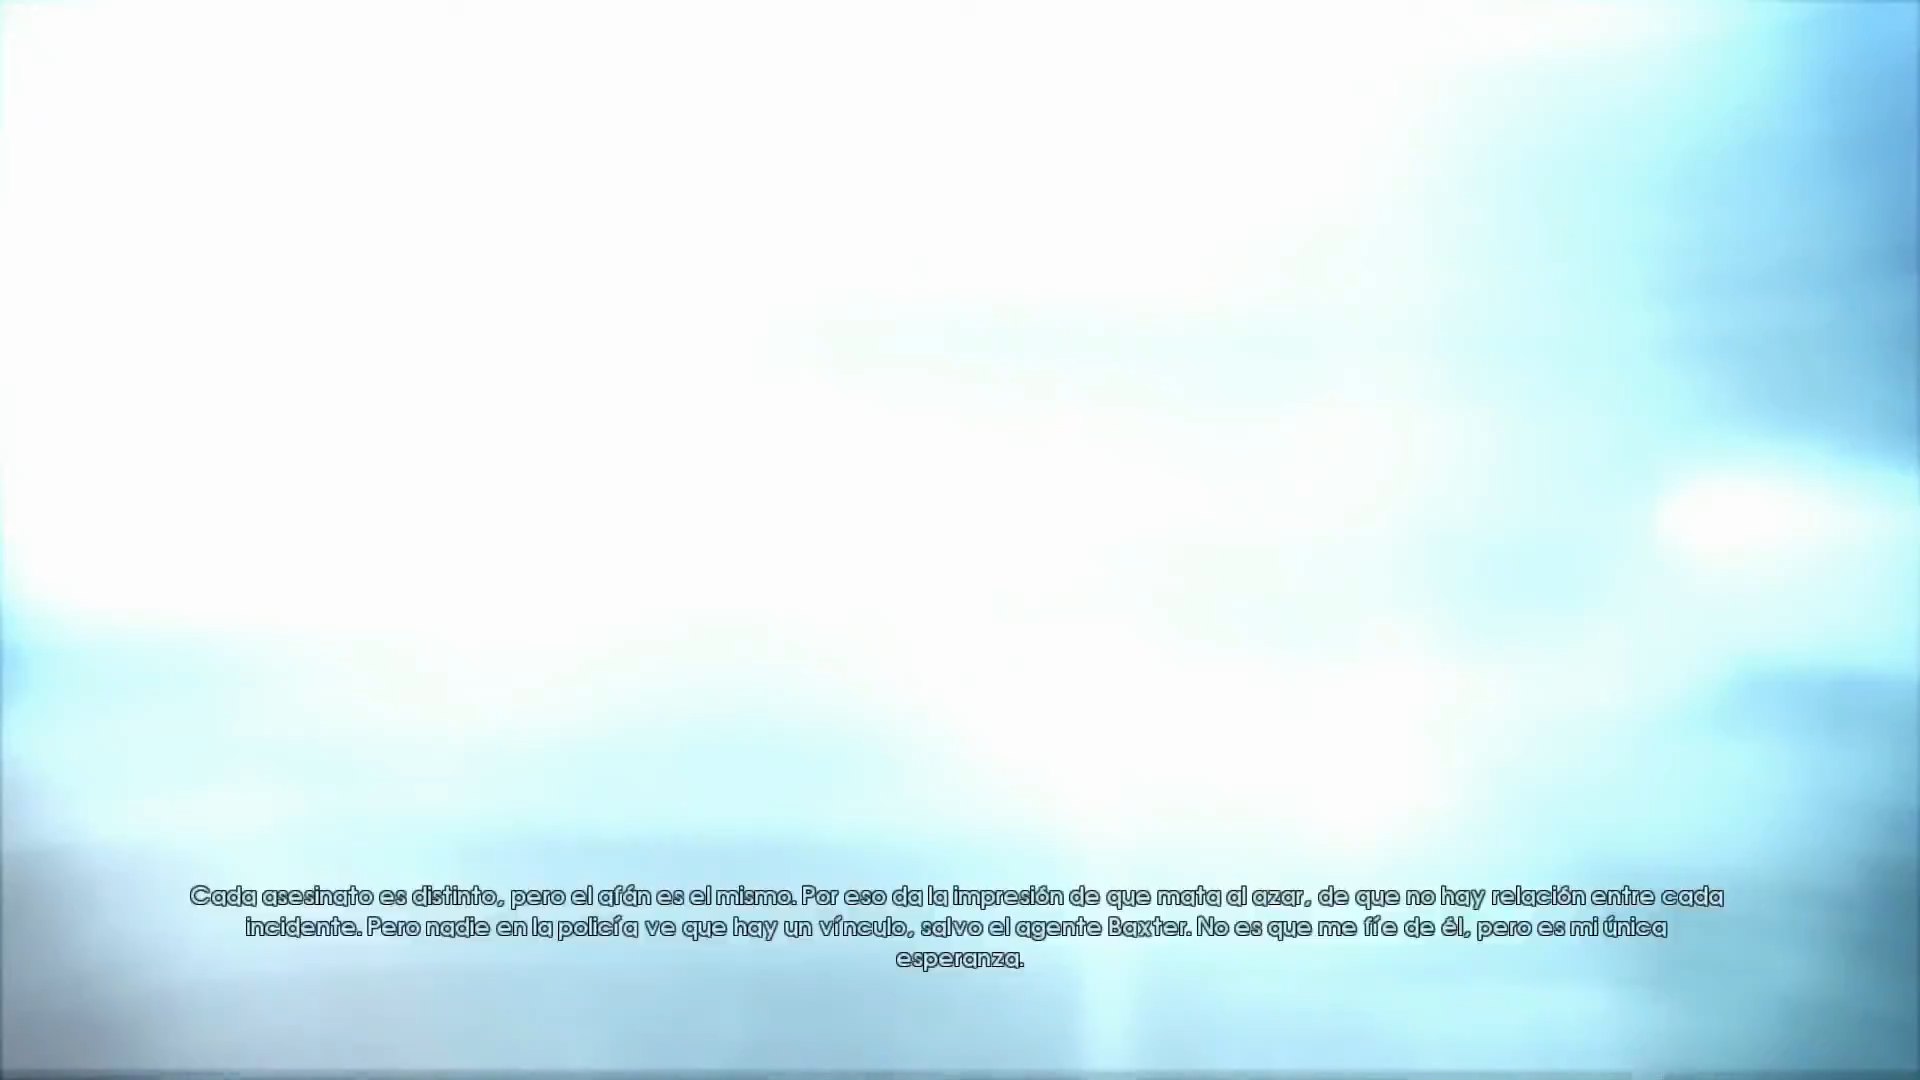 Cada asesinato es distinto, pero el afán es el mismo. Por eso da la impresión de que mata al azar, de que no hay relación entre cada
incidente. Pero nadie en la policía ve que hay un vínculo, salvo el agente Baxter. No es que me fíe de él, pero es mi única
esperanza.